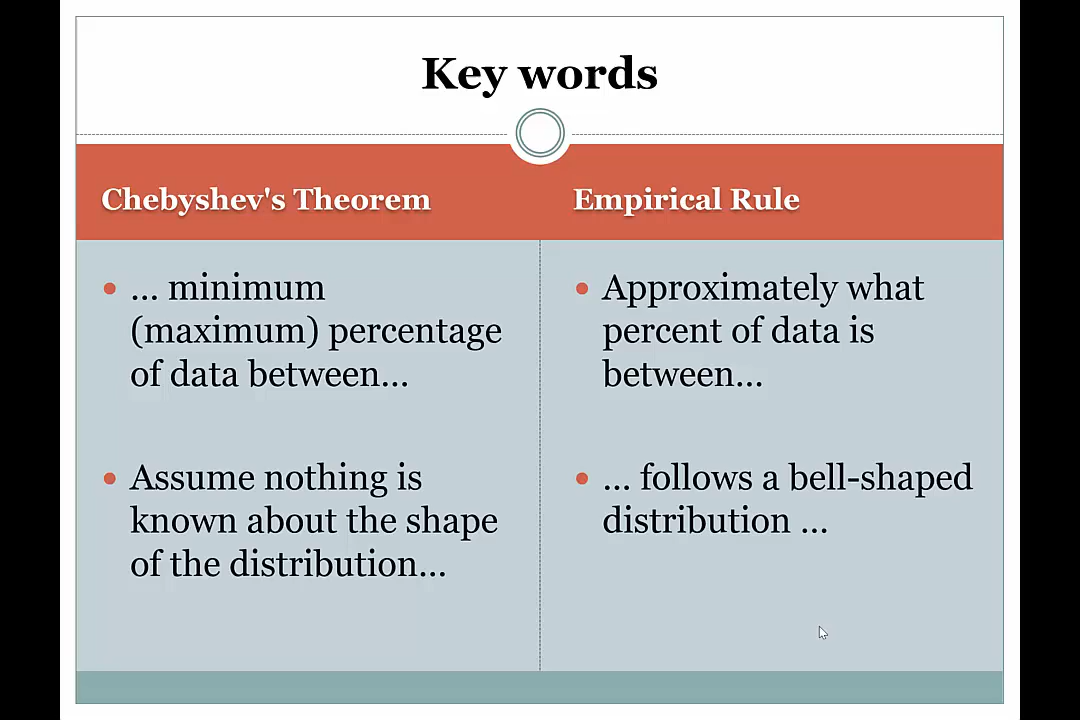 Key words
Chebyshev's Theorem
... minimum
(maximum) percentage
of data between...
Assume nothing is
known about the shape
of the distribution...
Empirical Rule
Approximately what
percent of data is
between...
... follows a bell-shaped
distribution ...